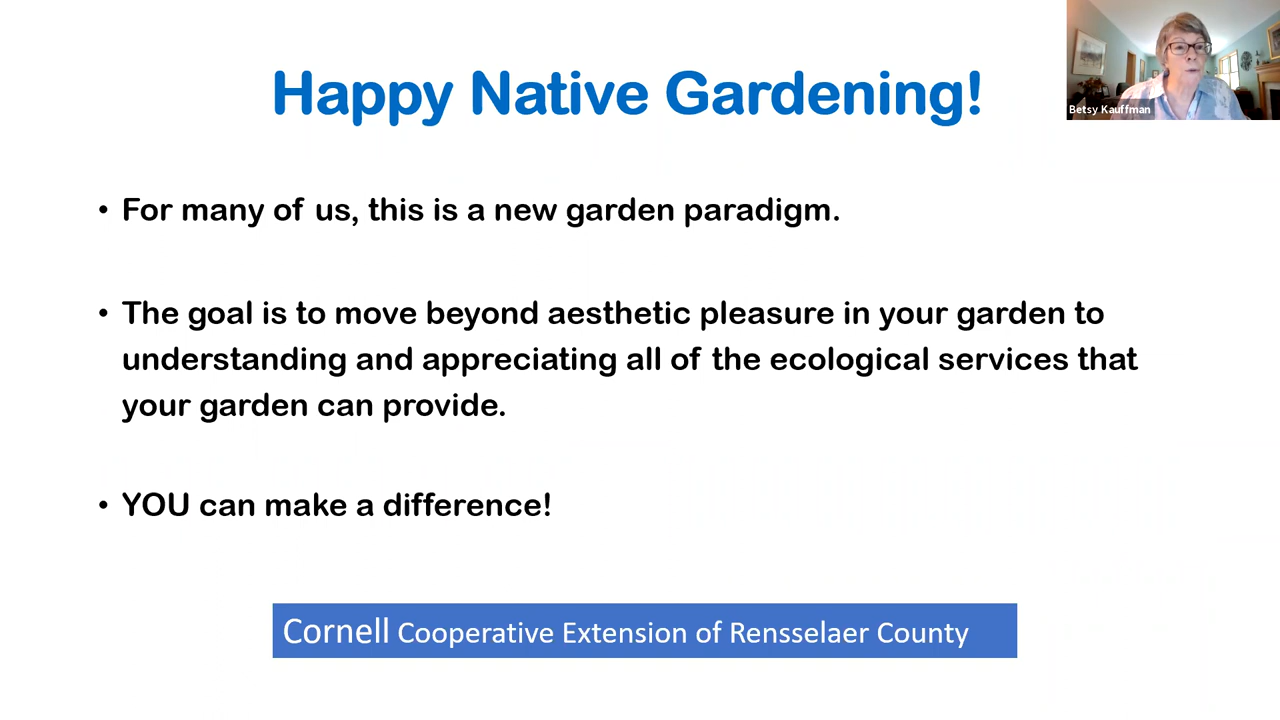 Happy Native Gardening!
Betsy Kauffman
• For many of us, this is a new garden paradigm.
• The goal is to move beyond aesthetic pleasure in your garden to
understanding and appreciating all of the ecological services that
your garden can provide.
• YOU can make a difference!
Cornell Cooperative Extension of Rensselaer County